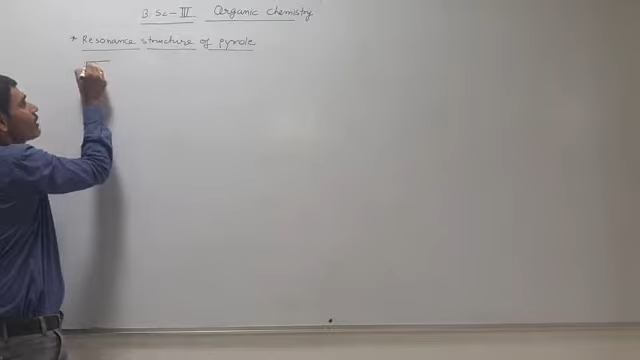 B.Sc-III Organic Chemistry
* Resonance structure of pyrrole